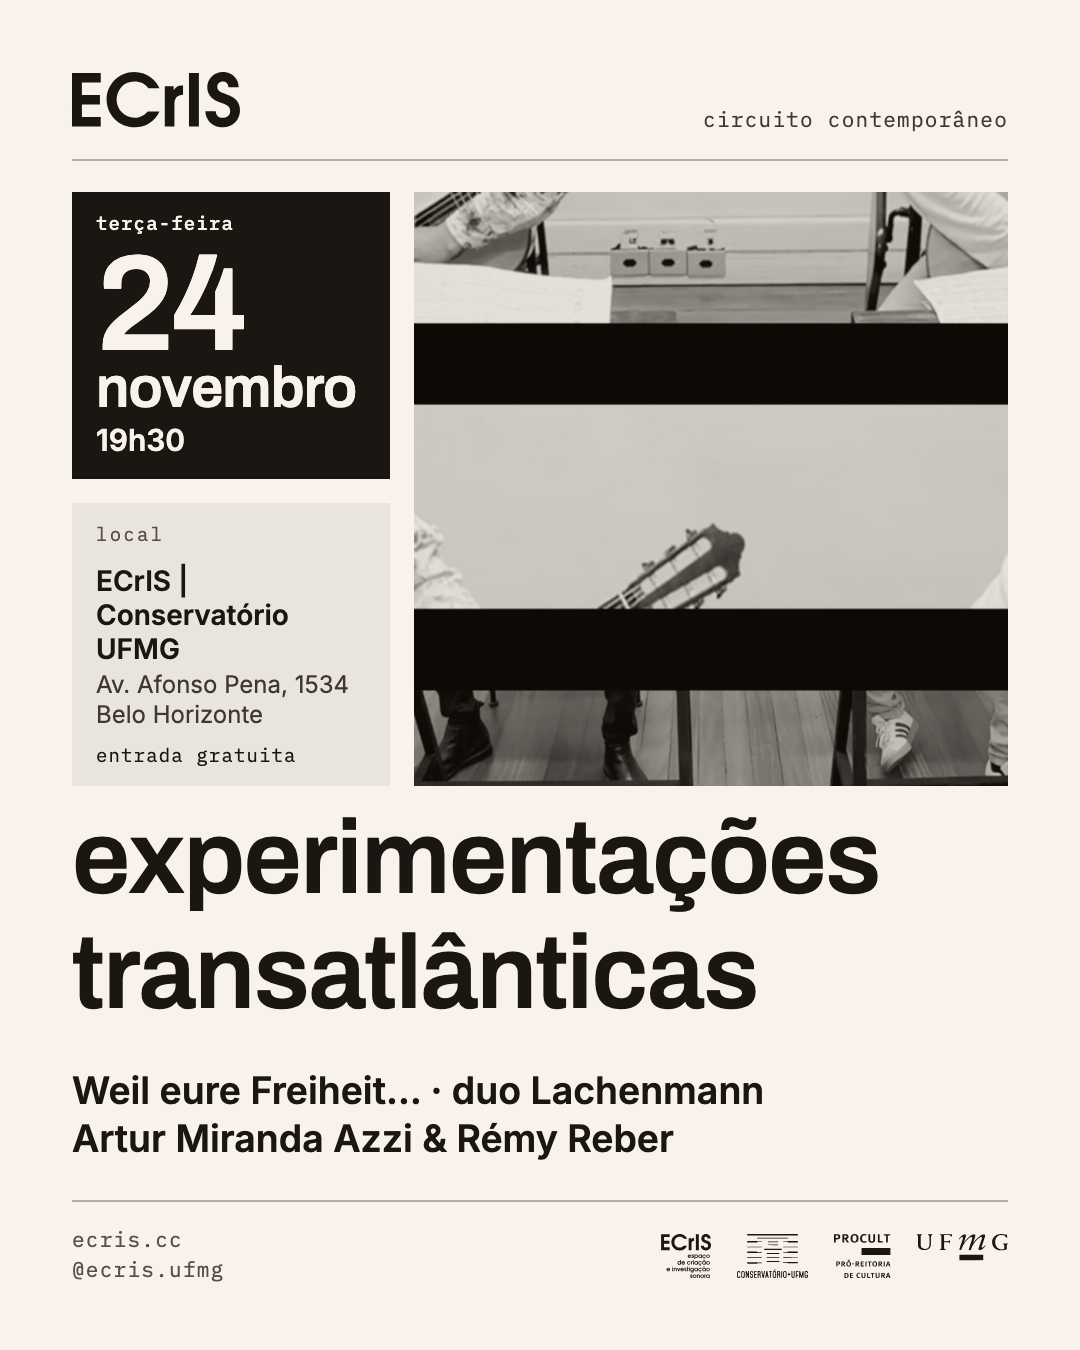 ECrIS
circuito contemporâneo
terça-feira
24
novembro
19h30
local
ECrIS |
Conservatório
UFMG
Av. Afonso Pena, 1534
Belo Horizonte
entrada gratuita
experimentações
transatlânticas
Weil eure Freiheit... · duo Lachenmann
Artur Miranda Azzi & Rémy Reber
ecris.cc
@ecris.ufmg
ECrIS
espaço
de criação
e investigação
sonora
CONSERVATÓRIO•UFMG
PROCULT
PRÓ-REITORIA
DE CULTURA
UFmG